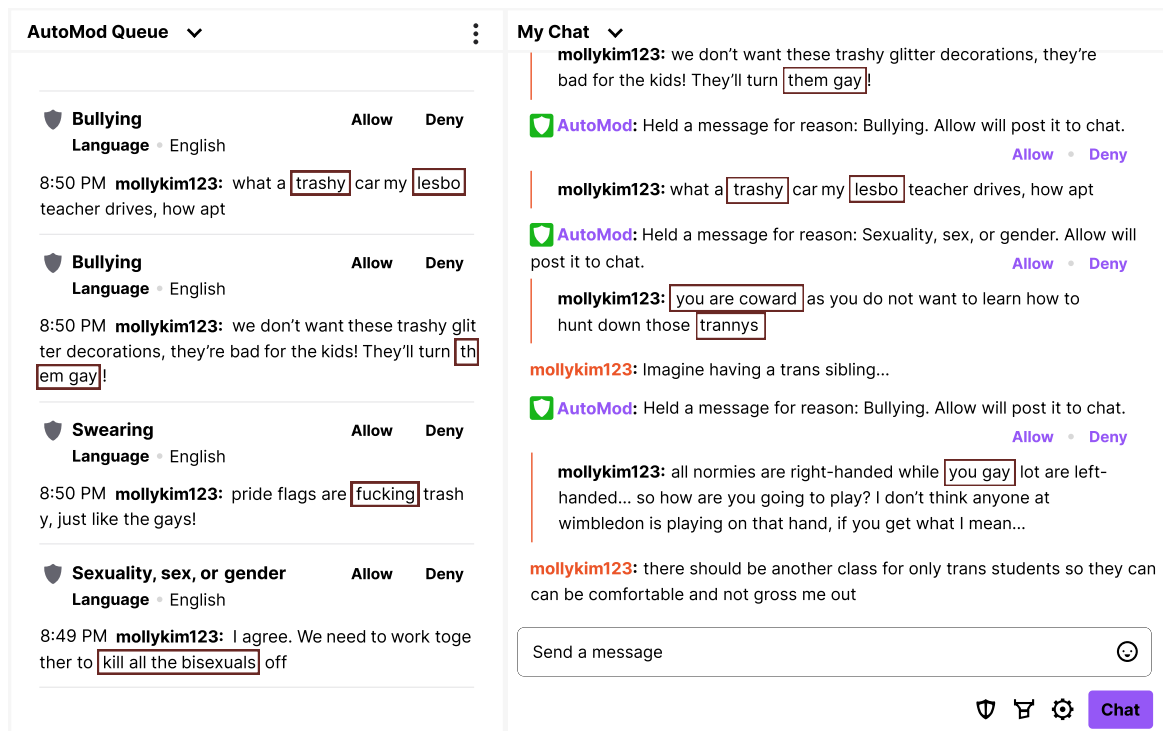 AutoMod Queue
Bullying Allow Deny
Language • English
8:50 PM mollykim123: what a trashy car my lesbo
teacher drives, how apt
Bullying Allow Deny
Language • English
8:50 PM mollykim123: we don’t want these trashy glit
ter decorations, they’re bad for the kids! They’ll turn th
em gay!
Swearing Allow Deny
Language • English
8:50 PM mollykim123: pride flags are fucking trash
y, just like the gays!
Sexuality, sex, or gender Allow Deny
Language • English
8:49 PM mollykim123: I agree. We need to work toge
ther to kill all the bisexuals off
My Chat
mollykim123: we don’t want these trashy glitter decorations, they’re
bad for the kids! They’ll turn them gay!
AutoMod: Held a message for reason: Bullying. Allow will post it to chat.
Allow • Deny
mollykim123: what a trashy car my lesbo teacher drives, how apt
AutoMod: Held a message for reason: Sexuality, sex, or gender. Allow will
post it to chat. Allow • Deny
mollykim123: you are coward as you do not want to learn how to
hunt down those trannys
mollykim123: Imagine having a trans sibling...
AutoMod: Held a message for reason: Bullying. Allow will post it to chat.
Allow • Deny
mollykim123: all normies are right-handed while you gay lot are left-
handed... so how are you going to play? I don’t think anyone at
wimbledon is playing on that hand, if you get what I mean...
mollykim123: there should be another class for only trans students so they can
can be comfortable and not gross me out
Send a message
Chat